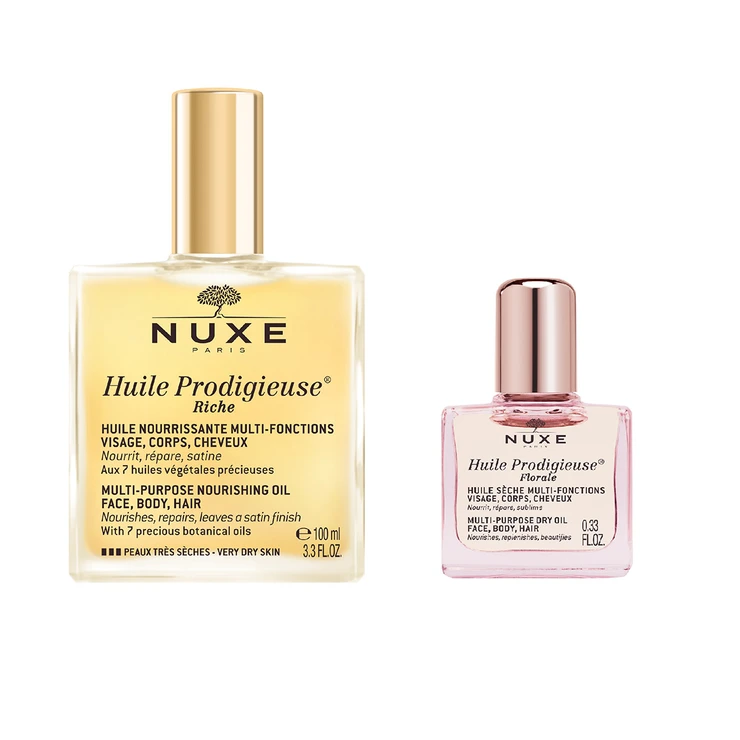 NUXE
PARIS
Huile Prodigieuse®
Riche
HUILE NOURRISSANTE MULTI-FONCTIONS
VISAGE, CORPS, CHEVEUX
Nourrit, répare, satine
Aux 7 huiles végétales précieuses
MULTI-PURPOSE NOURISHING OIL
FACE, BODY, HAIR
Nourishes, repairs, leaves a satin finish
With 7 precious botanical oils
℮100 ml
3.3 FL.OZ.
PEAUX TRÈS SÈCHES - VERY DRY SKIN
NUXE
PARIS
Huile Prodigieuse®
Florale
HUILE SÈCHE MULTI-FONCTIONS
VISAGE, CORPS, CHEVEUX
Nourrit, répare, sublime
MULTI-PURPOSE DRY OIL
FACE, BODY, HAIR
Nourishes, replenishes, beautifies
0.33
FL.OZ.